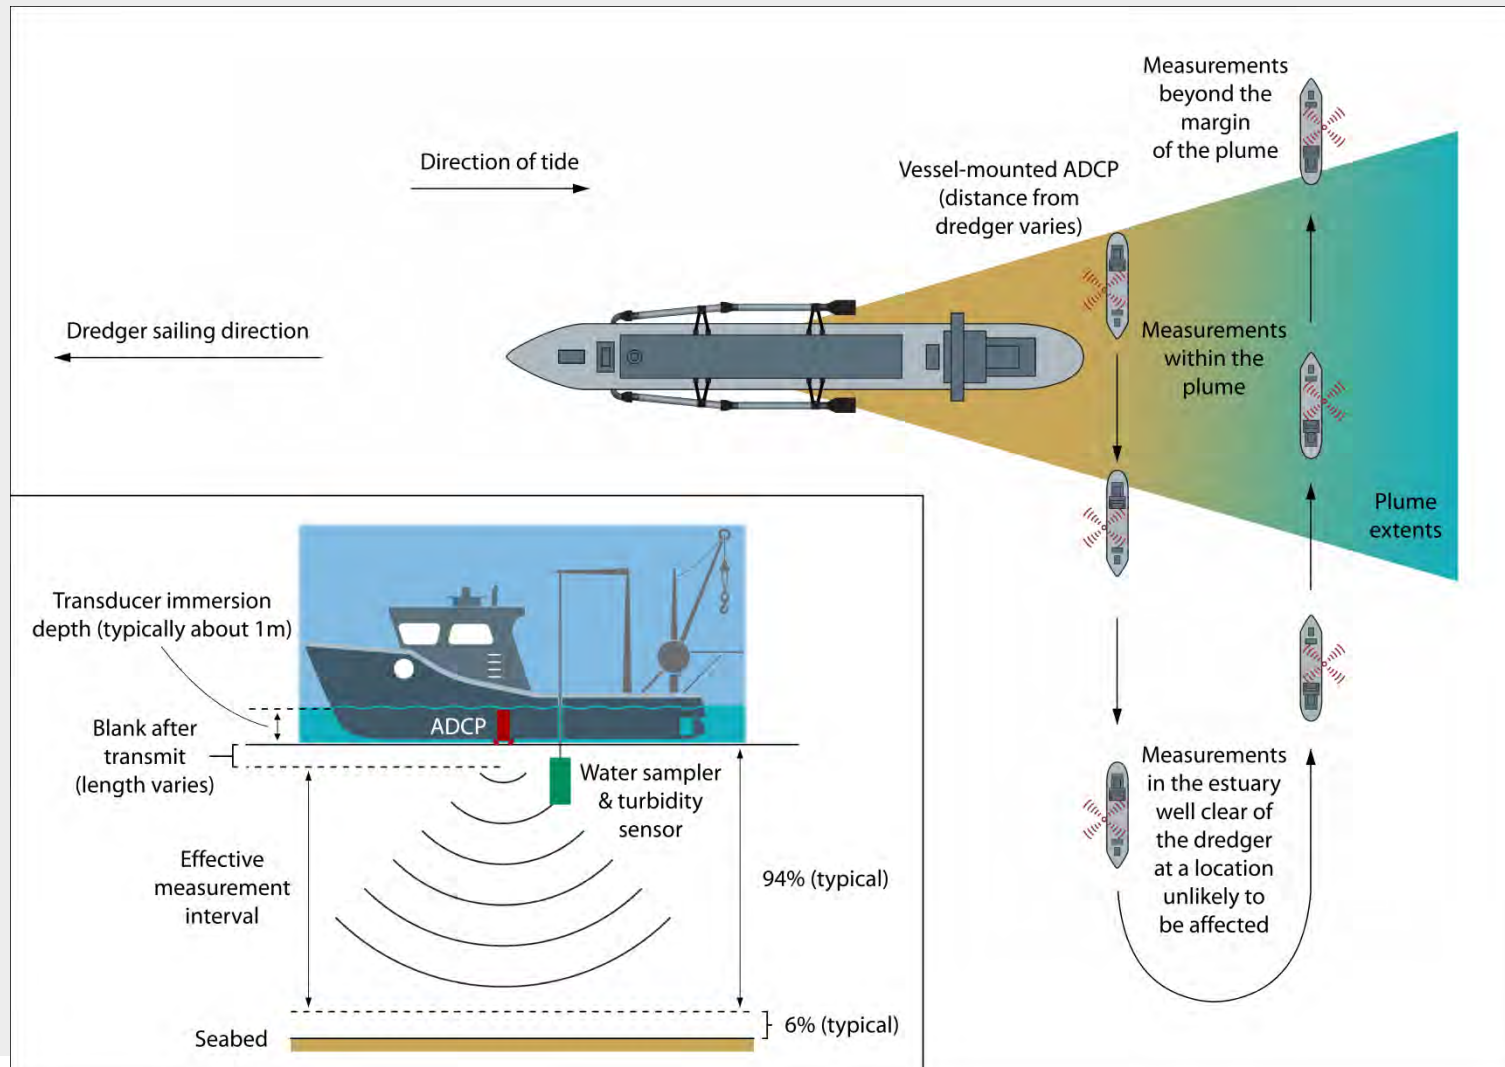 Measurements
beyond the
margin
of the plume
Direction of tide
Vessel-mounted ADCP
(distance from
dredger varies)
Dredger sailing direction
Measurements
within the
plume
Plume
extents
Transducer immersion
depth (typically about 1m)
ADCP
Blank after
transmit
(length varies)
Water sampler
& turbidity
sensor
Effective
measurement
interval
94% (typical)
Seabed
6% (typical)
Measurements
in the estuary
well clear of
the dredger
at a location
unlikely to
be affected